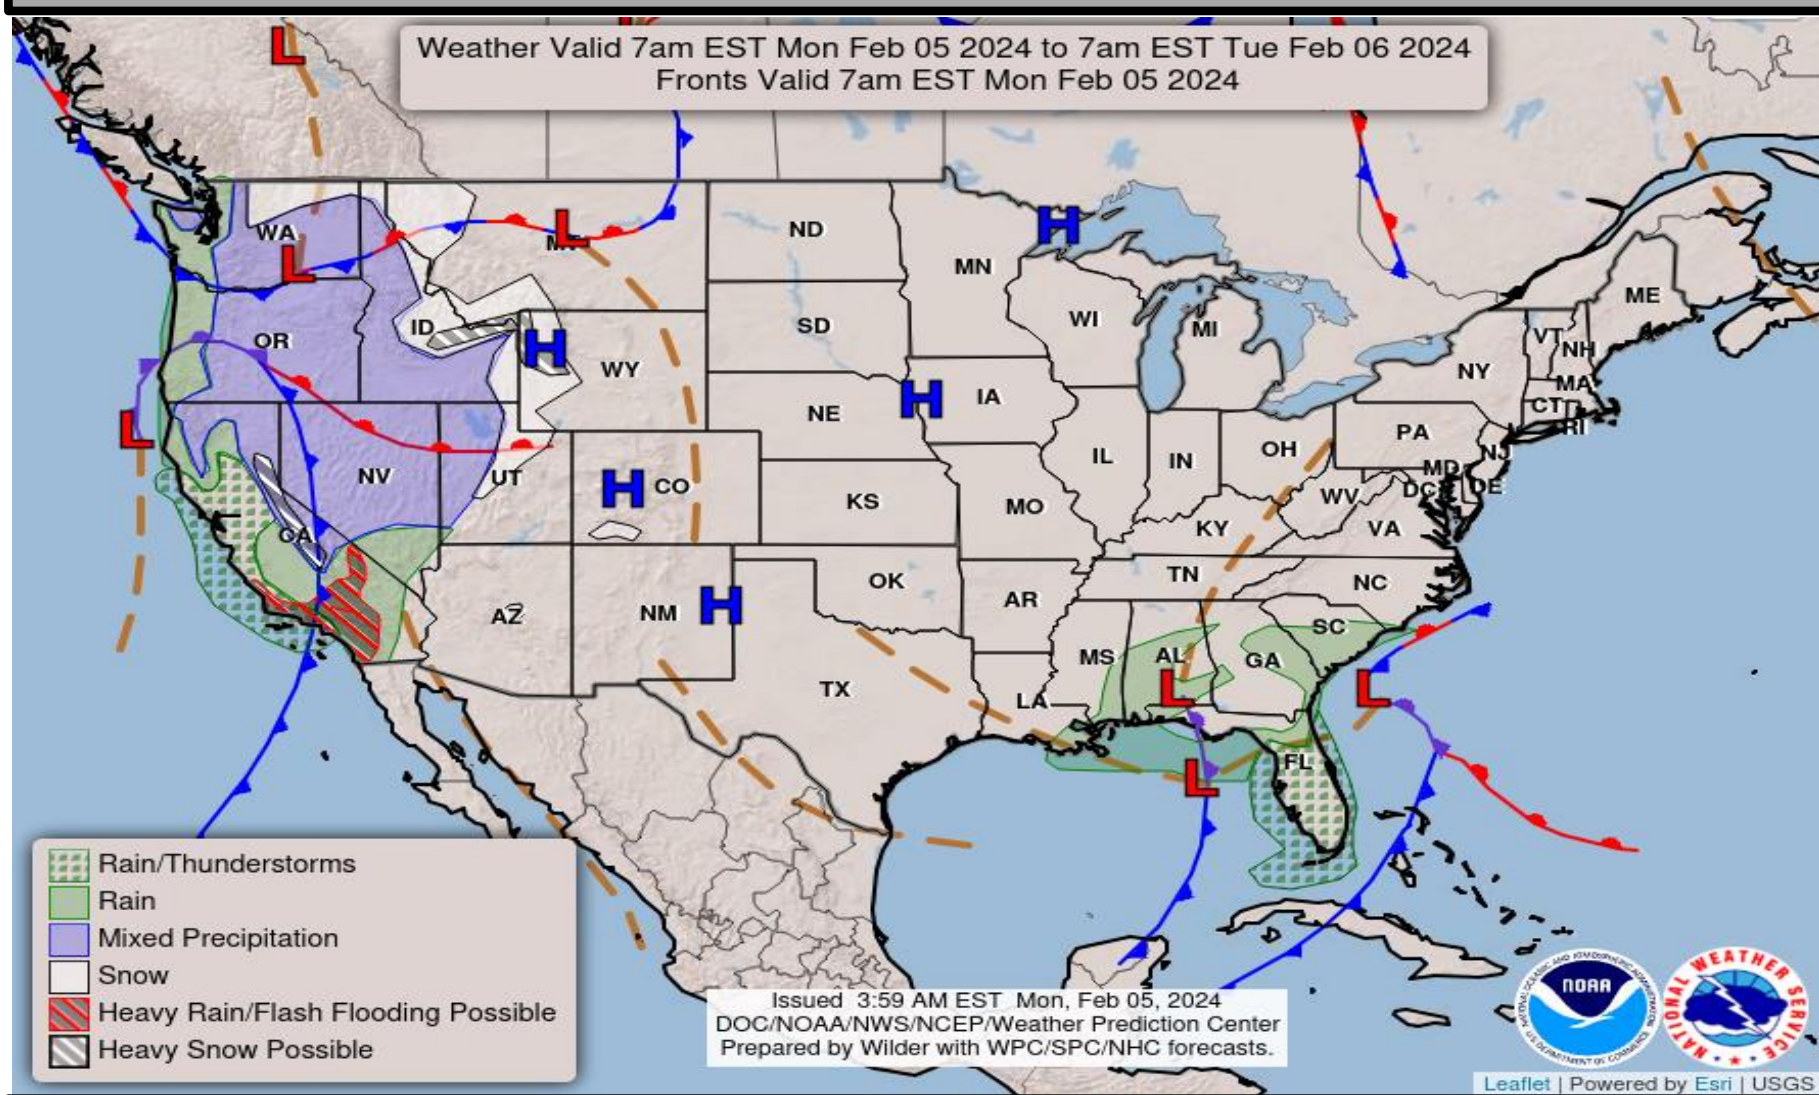 Weather Valid 7am EST Mon Feb 05 2024 to 7am EST Tue Feb 06 2024
Fronts Valid 7am EST Mon Feb 05 2024
L
L
H
WA
L
ND
MN
ME
L
OR
ID
H
WY
SD
WI
MI
VT
NH
NY
MA
CT
RI
L
NE
H
IA
PA
NJ
NV
UT
H
CO
KS
MO
IL
IN
OH
WV
MD
DC
DE
KY
VA
CA
AZ
NM
H
OK
AR
TN
NC
SC
TX
LA
MS
AL
GA
L
L
L
FL
Rain/Thunderstorms
Rain
Mixed Precipitation
Snow
Heavy Rain/Flash Flooding Possible
Heavy Snow Possible
Issued 3:59 AM EST Mon, Feb 05, 2024
DOC/NOAA/NWS/NCEP/Weather Prediction Center
Prepared by Wilder with WPC/SPC/NHC forecasts.
NOAA
NATIONAL WEATHER SERVICE
Leaflet | Powered by Esri | USGS